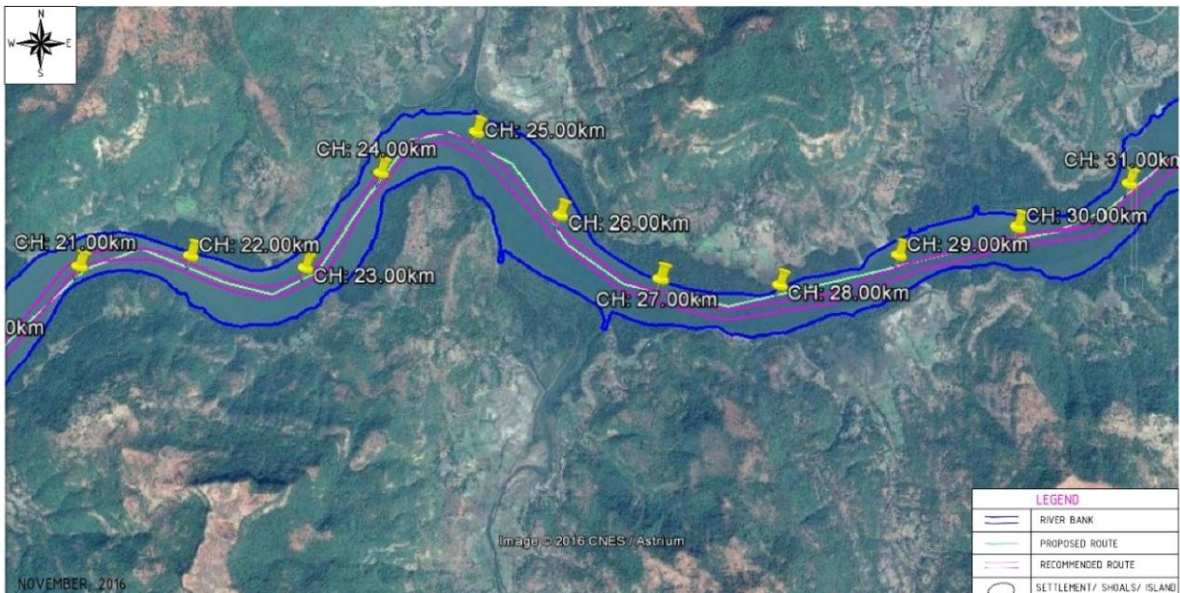 N
W E
S
CH: 25.00km
CH: 24.00km
CH: 31.00km
CH: 26.00km
CH: 30.00km
CH: 21.00km
CH: 22.00km
CH: 29.00km
CH: 23.00km
CH: 27.00km
CH: 28.00km
0km
LEGEND
RIVER BANK
PROPOSED ROUTE
RECOMMENDED ROUTE
SETTLEMENT/ SHOALS/ ISLAND
Image © 2016 CNES / Astrium
NOVEMBER, 2016